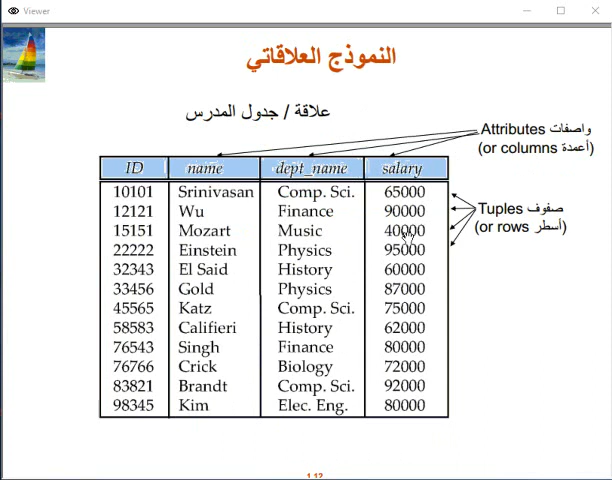 Viewer
النموذج العلاقاتي
علاقة / جدول المدرس
Attributes واصفات
(or columns أعمدة)
ID name dept_name salary
10101 Srinivasan Comp. Sci. 65000
12121 Wu Finance 90000
15151 Mozart Music 40000
22222 Einstein Physics 95000
32343 El Said History 60000
33456 Gold Physics 87000
45565 Katz Comp. Sci. 75000
58583 Califieri History 62000
76543 Singh Finance 80000
76766 Crick Biology 72000
83821 Brandt Comp. Sci. 92000
98345 Kim Elec. Eng. 80000
Tuples صفوف
(or rows أسطر)
1.12